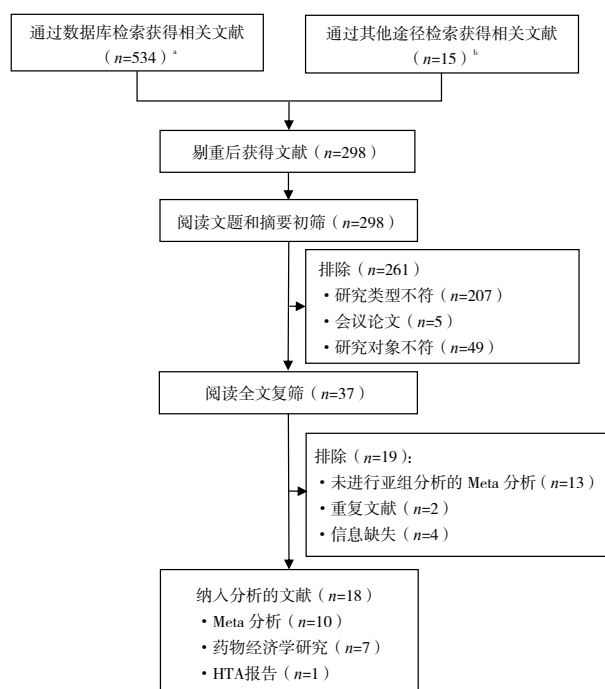 通过数据库检索获得相关文献
（n=534）a
通过其他途径检索获得相关文献
（n=15）b
剔重后获得文献（n=298）
阅读文题和摘要初筛（n=298）
排除（n=261）
·研究类型不符（n=207）
·会议论文（n=5）
·研究对象不符（n=49）
阅读全文复筛（n=37）
排除（n=19）：
·未进行亚组分析的 Meta 分析（n=13）
·重复文献（n=2）
·信息缺失（n=4）
纳入分析的文献（n=18）
·Meta 分析（n=10）
·药物经济学研究（n=7）
·HTA报告（n=1）